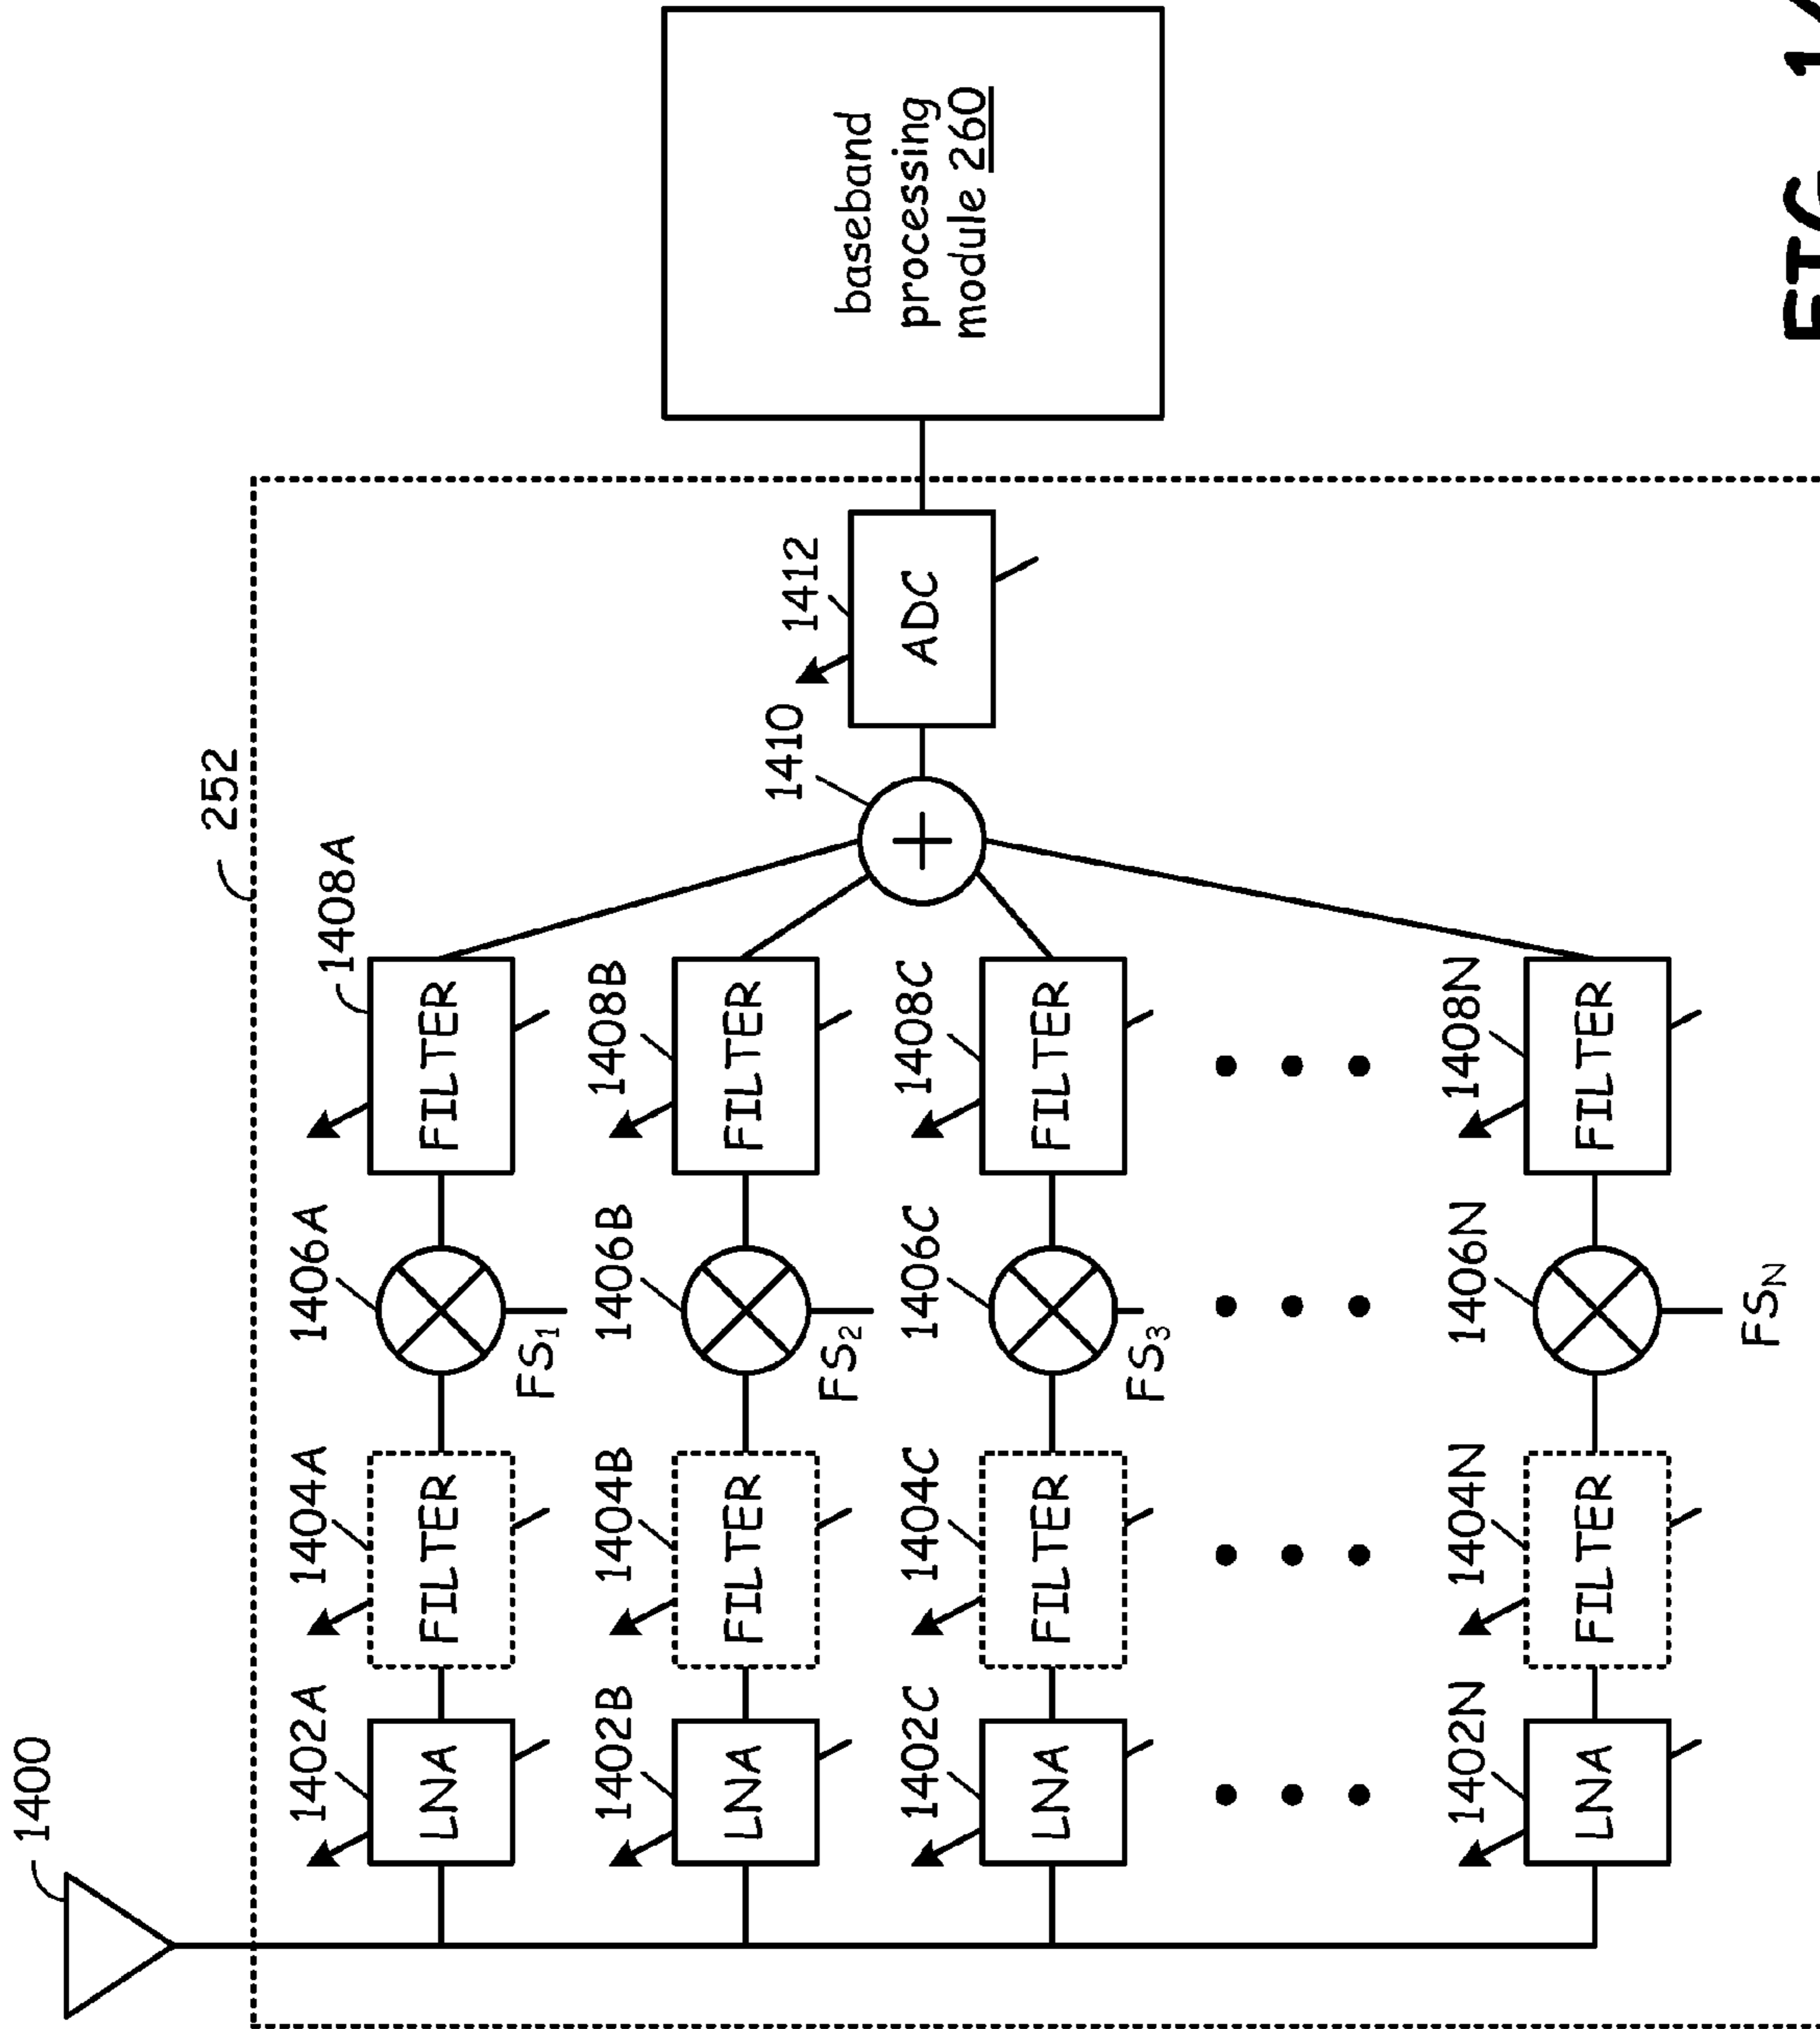 1400
252
1402A
1404A
1406A
1408A
LNA
FILTER
FILTER
FS₁
1402B
1404B
1406B
1408B
LNA
FILTER
FILTER
1410
1412
FS₂
ADC
baseband
processing
module 260
1402C
1404C
1406C
1408C
LNA
FILTER
FILTER
FS₃
1402N
1404N
1406N
1408N
LNA
FILTER
FILTER
FS_N